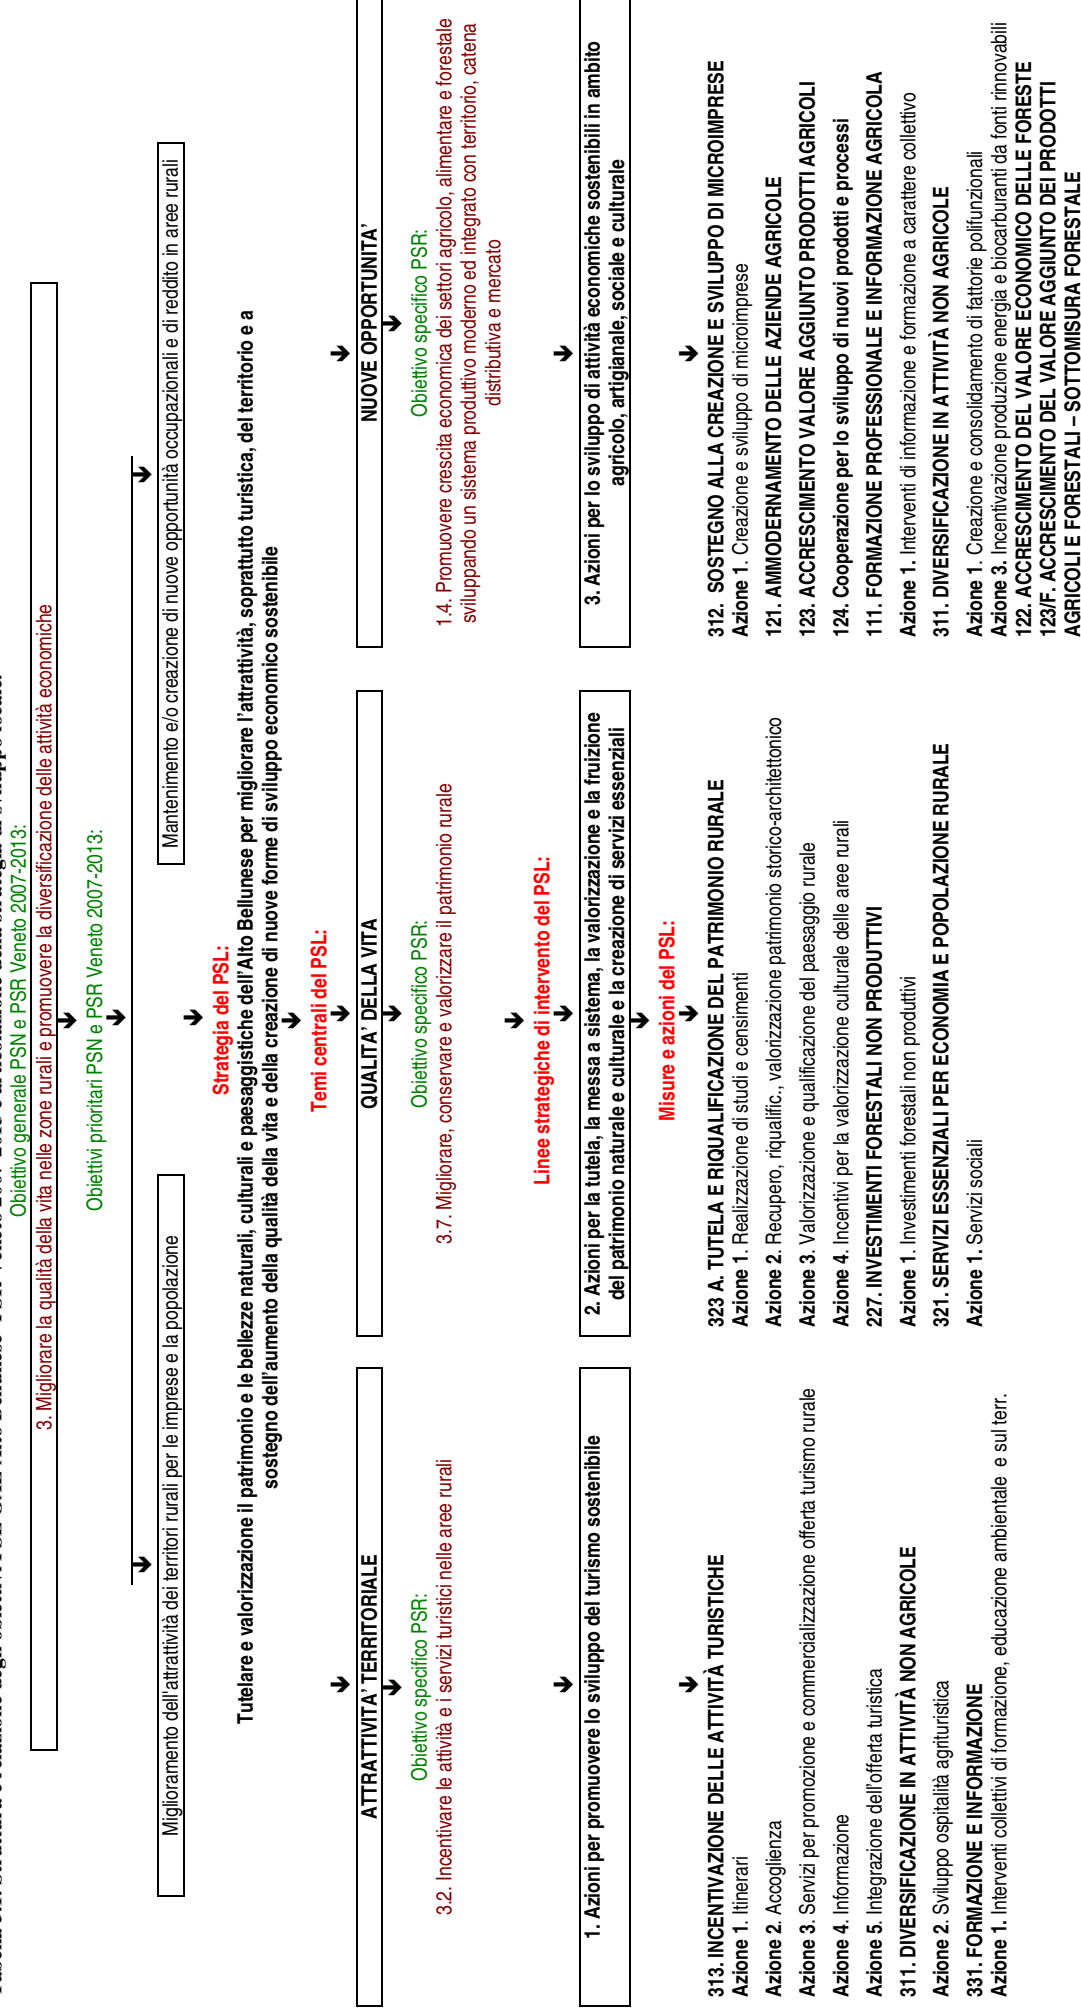 Obiettivo generale PSN e PSR Veneto 2007-2013:
3. Migliorare la qualità della vita nelle zone rurali e promuovere la diversificazione delle attività economiche
Obiettivi prioritari PSN e PSR Veneto 2007-2013:
Miglioramento dell'attrattività dei territori rurali per le imprese e la popolazione
Mantenimento e/o creazione di nuove opportunità occupazionali e di reddito in aree rurali
Strategia del PSL:
Tutelare e valorizzazione il patrimonio e le bellezze naturali, culturali e paesaggistiche dell'Alto Bellunese per migliorare l'attrattività, soprattutto turistica, del territorio e a
sostegno dell'aumento della qualità della vita e della creazione di nuove forme di sviluppo economico sostenibile
Temi centrali del PSL:
ATTRATTIVITA' TERRITORIALE
QUALITA' DELLA VITA
NUOVE OPPORTUNITA'
Obiettivo specifico PSR:
3.2. Incentivare le attività e i servizi turistici nelle aree rurali
Obiettivo specifico PSR:
3.7. Migliorare, conservare e valorizzare il patrimonio rurale
Obiettivo specifico PSR:
1.4. Promuovere crescita economica dei settori agricolo, alimentare e forestale
sviluppando un sistema produttivo moderno ed integrato con territorio, catena
distributiva e mercato
Linee strategiche di intervento del PSL:
1. Azioni per promuovere lo sviluppo del turismo sostenibile
2. Azioni per la tutela, la messa a sistema, la valorizzazione e la fruizione
del patrimonio naturale e culturale e la creazione di servizi essenziali
3. Azioni per lo sviluppo di attività economiche sostenibili in ambito
agricolo, artigianale, sociale e culturale
Misure e azioni del PSL:
313. INCENTIVAZIONE DELLE ATTIVITÀ TURISTICHE
Azione 1. Itinerari
Azione 2. Accoglienza
Azione 3. Servizi per promozione e commercializzazione offerta turismo rurale
Azione 4. Informazione
Azione 5. Integrazione dell'offerta turistica
311. DIVERSIFICAZIONE IN ATTIVITÀ NON AGRICOLE
Azione 2. Sviluppo ospitalità agrituristica
331. FORMAZIONE E INFORMAZIONE
Azione 1. Interventi collettivi di formazione, educazione ambientale e sul terr.
323 A. TUTELA E RIQUALIFICAZIONE DEL PATRIMONIO RURALE
Azione 1. Realizzazione di studi e censimenti
Azione 2. Recupero, riqualific., valorizzazione patrimonio storico-architettonico
Azione 3. Valorizzazione e qualificazione del paesaggio rurale
Azione 4. Incentivi per la valorizzazione culturale delle aree rurali
227. INVESTIMENTI FORESTALI NON PRODUTTIVI
Azione 1. Investimenti forestali non produttivi
321. SERVIZI ESSENZIALI PER ECONOMIA E POPOLAZIONE RURALE
Azione 1. Servizi sociali
312. SOSTEGNO ALLA CREAZIONE E SVILUPPO DI MICROIMPRESE
Azione 1. Creazione e sviluppo di microimprese
121. AMMODERNAMENTO DELLE AZIENDE AGRICOLE
123. ACCRESCIMENTO VALORE AGGIUNTO PRODOTTI AGRICOLI
124. Cooperazione per lo sviluppo di nuovi prodotti e processi
111. FORMAZIONE PROFESSIONALE E INFORMAZIONE AGRICOLA
Azione 1. Interventi di informazione e formazione a carattere collettivo
311. DIVERSIFICAZIONE IN ATTIVITÀ NON AGRICOLE
Azione 1. Creazione e consolidamento di fattorie polifunzionali
Azione 3. Incentivazione produzione energia e biocarburanti da fonti rinnovabili
122. ACCRESCIMENTO DEL VALORE ECONOMICO DELLE FORESTE
123/F. ACCRESCIMENTO DEL VALORE AGGIUNTO DEI PRODOTTI
AGRICOLI E FORESTALI – SOTTOMISURA FORESTALE